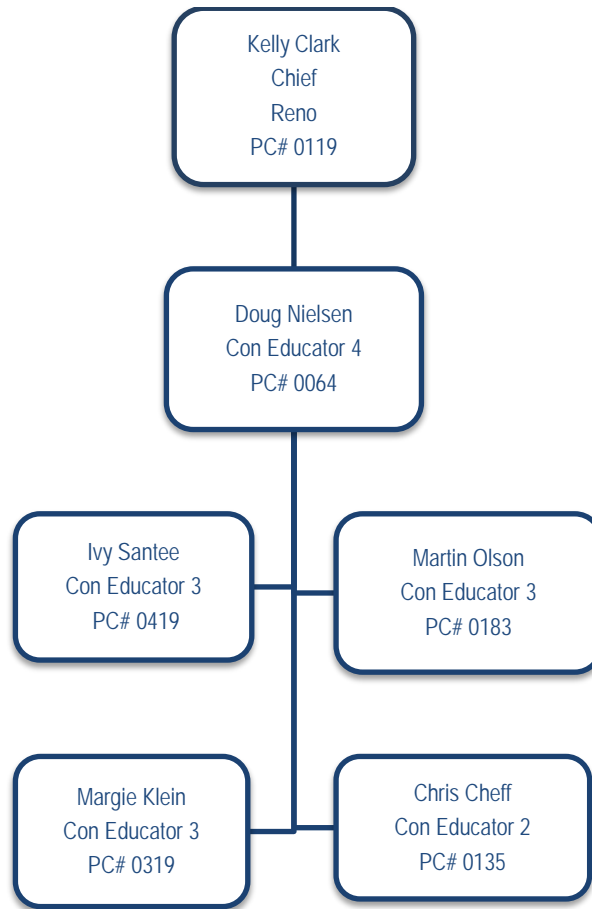 Kelly Clark
Chief
Reno
PC# 0119
Doug Nielsen
Con Educator 4
PC# 0064
Ivy Santee
Con Educator 3
PC# 0419
Martin Olson
Con Educator 3
PC# 0183
Margie Klein
Con Educator 3
PC# 0319
Chris Cheff
Con Educator 2
PC# 0135